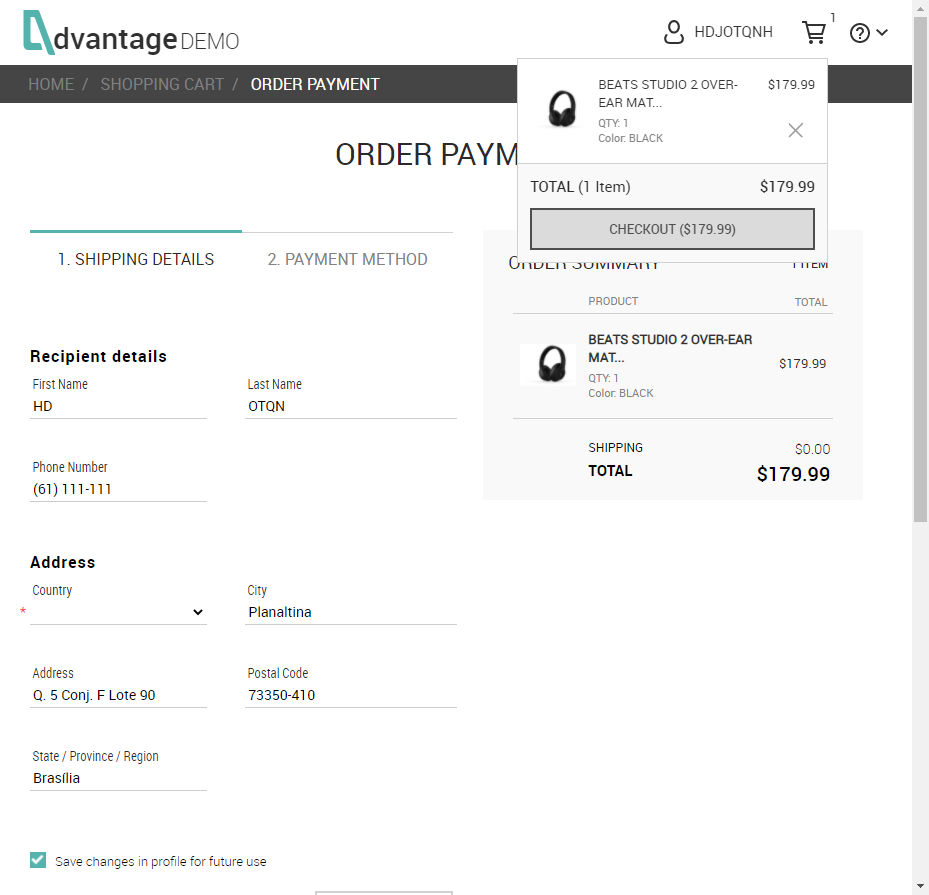 dvantage DEMO
HDJOTQNH
1
HOME / SHOPPING CART / ORDER PAYMENT
BEATS STUDIO 2 OVER-
EAR MAT...
$179.99
QTY: 1
Color: BLACK
TOTAL (1 Item) $179.99
CHECKOUT ($179.99)
ORDER PAYM
1. SHIPPING DETAILS
2. PAYMENT METHOD
ORDER SUMMARY
1 ITEM
PRODUCT
TOTAL
BEATS STUDIO 2 OVER-EAR
MAT...
$179.99
QTY: 1
Color: BLACK
SHIPPING $0.00
TOTAL $179.99
Recipient details
First Name
HD
Last Name
OTQN
Phone Number
(61) 111-111
Address
Country
*
City
Planaltina
Address
Q. 5 Conj. F Lote 90
Postal Code
73350-410
State / Province / Region
Brasília
Save changes in profile for future use